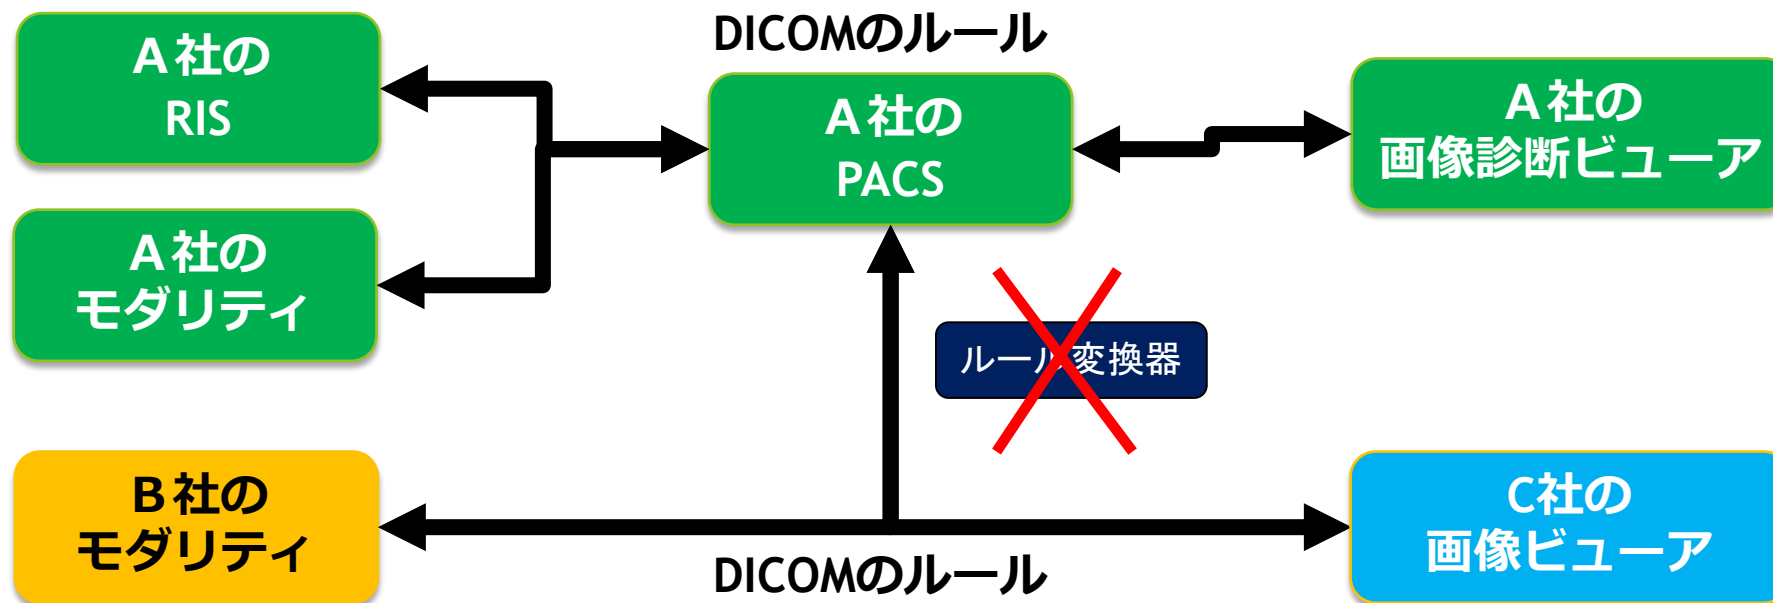 DICOMのルール
A社の
RIS
A社の
PACS
A社の
画像診断ビューア
A社の
モダリティ
ルール変換器
B社の
モダリティ
C社の
画像ビューア
DICOMのルール